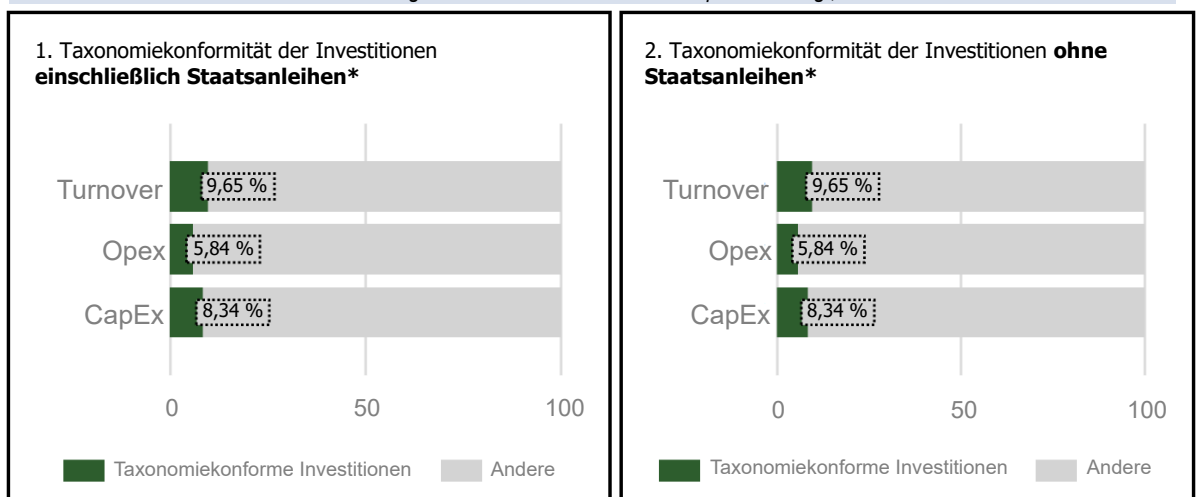 1. Taxonomiekonformität der Investitionen
einschließlich Staatsanleihen*
Turnover
9,65 %
Opex
5,84 %
CapEx
8,34 %
0
50
100
Taxonomiekonforme Investitionen
Andere
2. Taxonomiekonformität der Investitionen ohne
Staatsanleihen*
Turnover
9,65 %
Opex
5,84 %
CapEx
8,34 %
0
50
100
Taxonomiekonforme Investitionen
Andere